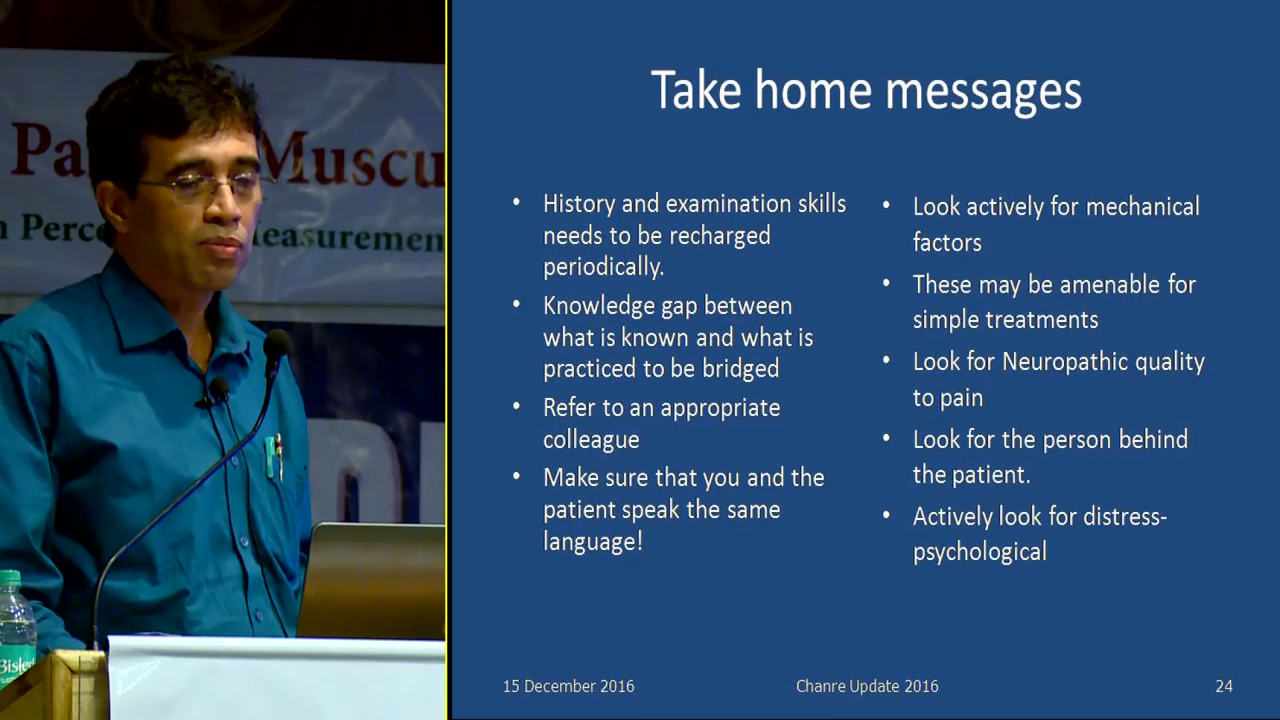 Pa Muscu
n Perc easuremen
Bisler
Take home messages
• History and examination skills
needs to be recharged
periodically.
• Knowledge gap between
what is known and what is
practiced to be bridged
• Refer to an appropriate
colleague
• Make sure that you and the
patient speak the same
language!
• Look actively for mechanical
factors
• These may be amenable for
simple treatments
• Look for Neuropathic quality
to pain
• Look for the person behind
the patient.
• Actively look for distress-
psychological
15 December 2016
Chanre Update 2016
24